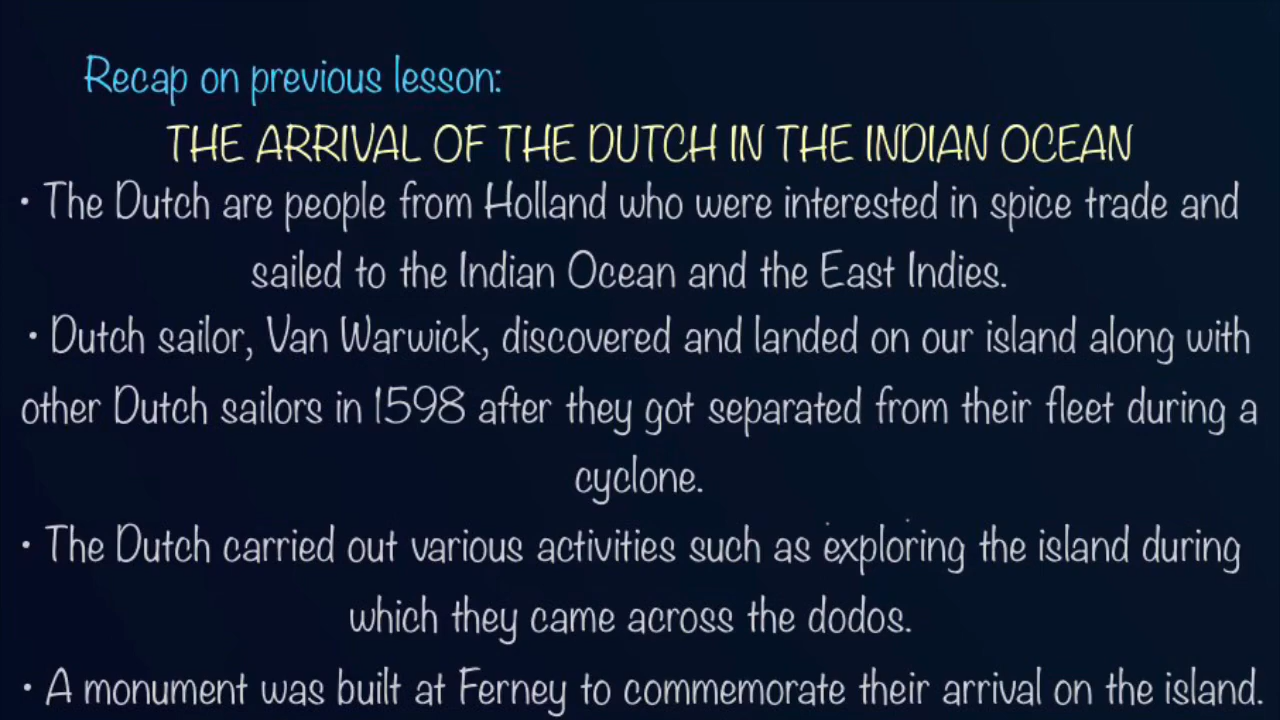 Recap on previous lesson:
THE ARRIVAL OF THE DUTCH IN THE INDIAN OCEAN
• The Dutch are people from Holland who were interested in spice trade and
sailed to the Indian Ocean and the East Indies.
• Dutch sailor, Van Warwick, discovered and landed on our island along with
other Dutch sailors in 1598 after they got separated from their fleet during a
cyclone.
• The Dutch carried out various activities such as exploring the island during
which they came across the dodos.
• A monument was built at Ferney to commemorate their arrival on the island.